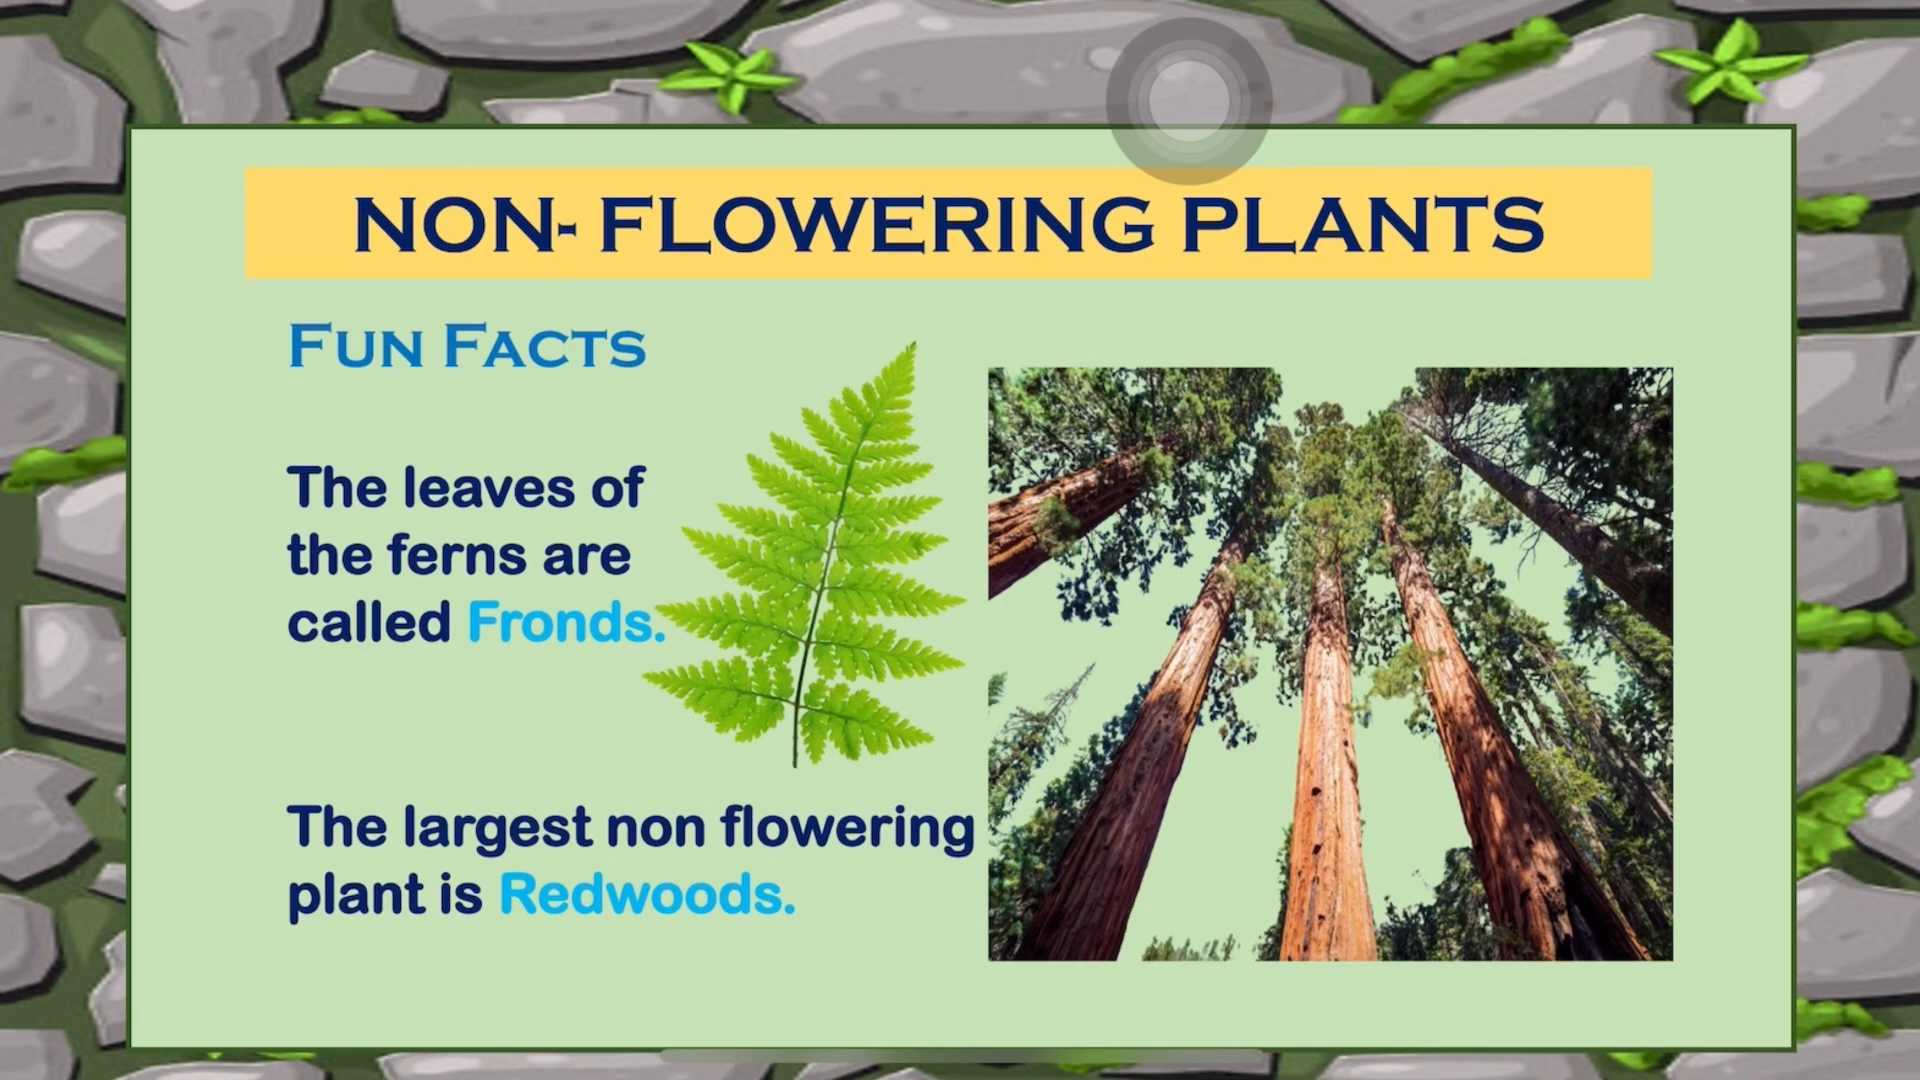 NON- FLOWERING PLANTS
FUN FACTS
The leaves of
the ferns are
called Fronds.
The largest non flowering
plant is Redwoods.